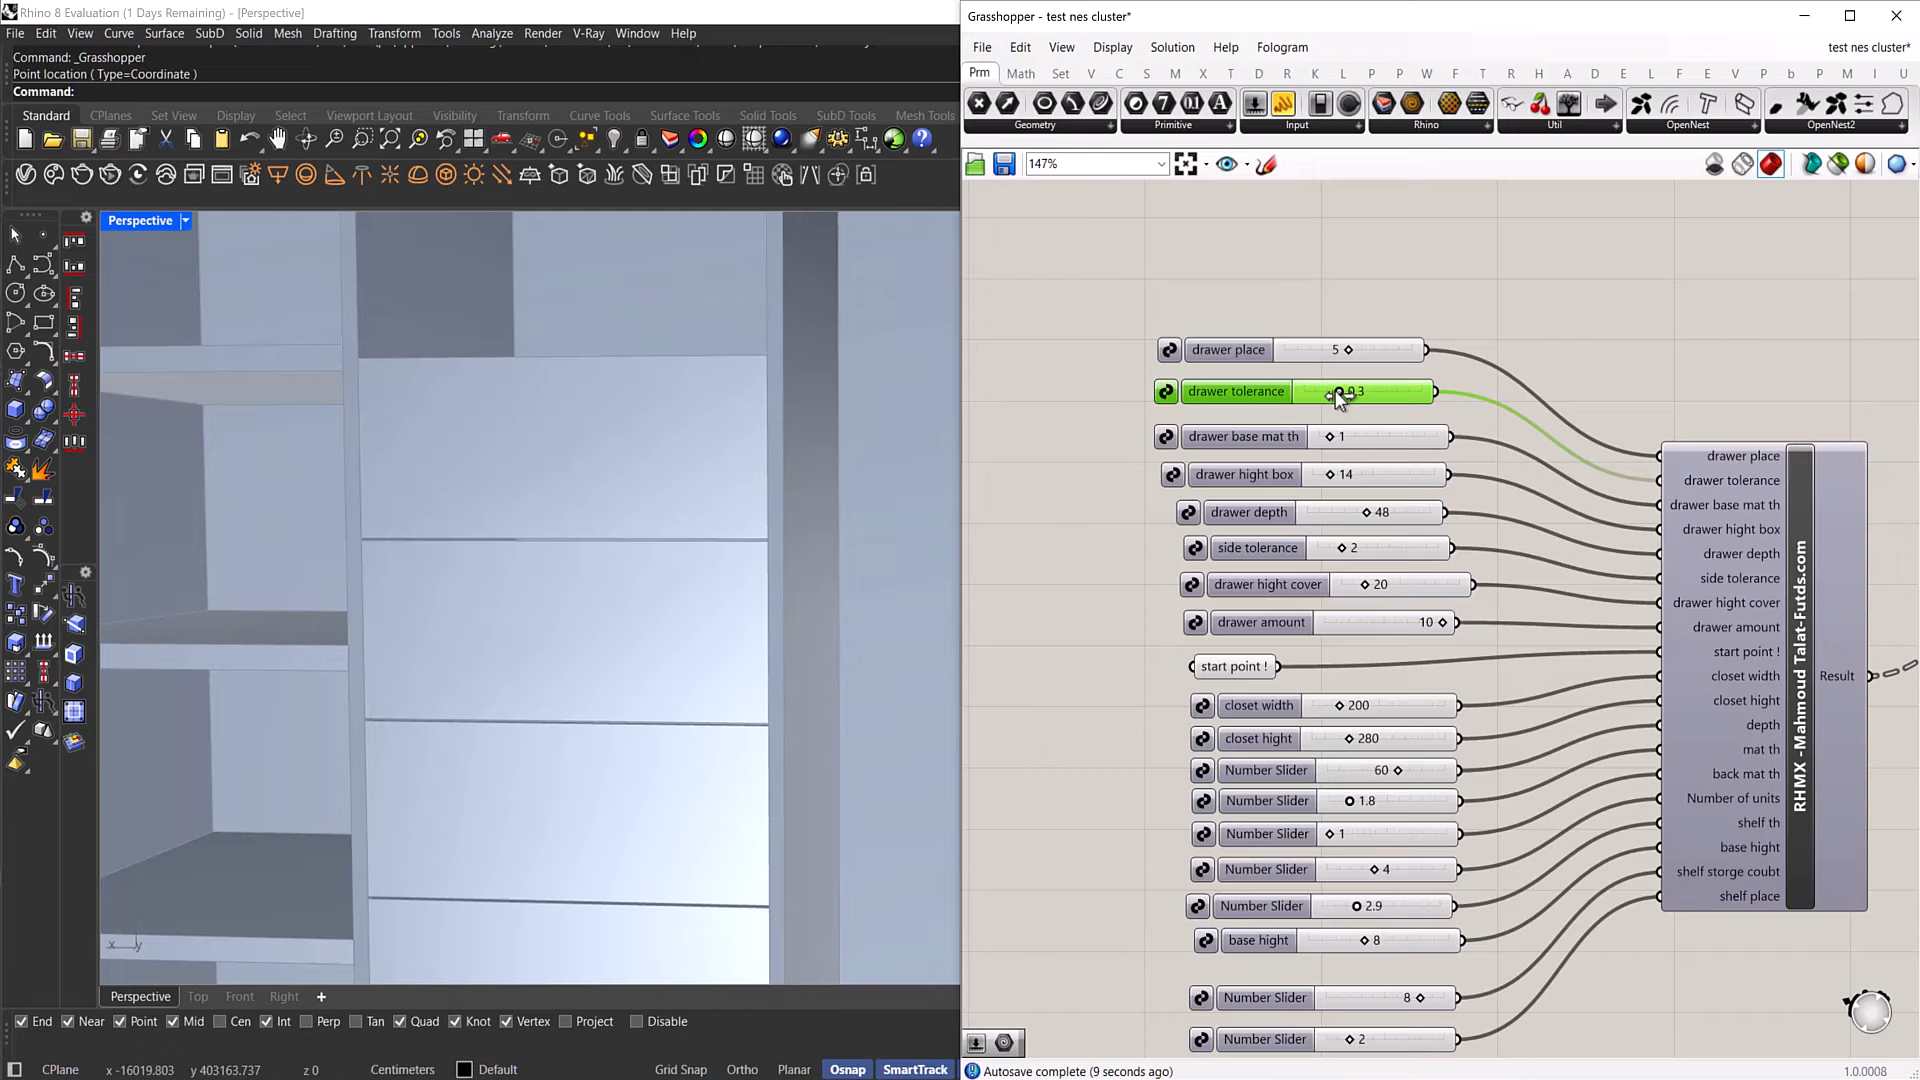 Rhino 8 Evaluation (1 Days Remaining) - [Perspective]
File Edit View Curve Surface SubD Solid Mesh Drafting Transform Tools Analyze Render V-Ray Window Help
Command: _Grasshopper
Point location ( Type=Coordinate )
Command:
Standard CPlanes Set View Display Select Viewport Layout Visibility Transform Curve Tools Surface Tools Solid Tools SubD Tools Mesh Tools
Perspective
x y
Perspective Top Front Right
End Near Point Mid Cen Int Perp Tan Quad Knot Vertex Project Disable
CPlane x -16019.803 y 403163.737 z 0 Centimeters Default Grid Snap Ortho Planar Osnap SmartTrack
Grasshopper - test nes cluster*
File Edit View Display Solution Help Fologram test nes cluster*
Prm Math Set V C S M X T D R K L P P W F T R H A D E V P b P M I U
Geometry Primitive Input Rhino Util OpenNest OpenNest2
147%
drawer place 5
drawer tolerance 0.3
drawer base mat th 1
drawer hight box 14
drawer depth 48
side tolerance 2
drawer hight cover 20
drawer amount 10
start point !
closet width 200
closet hight 280
Number Slider 60
Number Slider 1.8
Number Slider 1
Number Slider 4
Number Slider 2.9
base hight 8
Number Slider 8
Number Slider 2
drawer place
drawer tolerance
drawer base mat th
drawer hight box
drawer depth
side tolerance
drawer hight cover
drawer amount
start point !
closet width
closet hight
depth
mat th
back mat th
Number of units
shelf th
base hight
shelf storge coubt
shelf place
RHMX -Mahmoud Talat-Futds.com
Result
Autosave complete (9 seconds ago)
1.0.0008